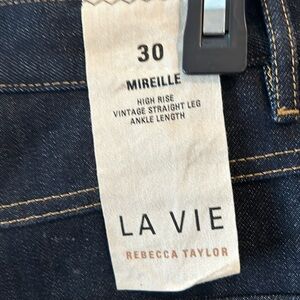 30
MIREILLE
HIGH RISE
VINTAGE STRAIGHT LEG
ANKLE LENGTH
LA VIE
REBECCA TAYLOR